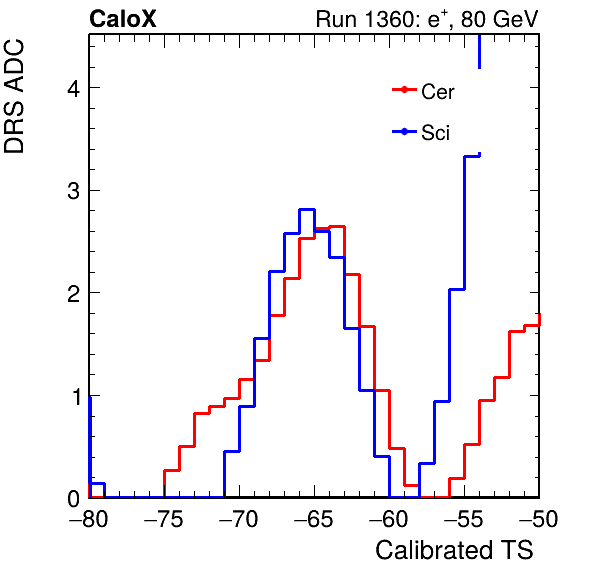 CaloX Run 1360: e⁺, 80 GeV
DRS ADC
Cer
Sci
4
3
2
1
0
−80 −75 −70 −65 −60 −55 −50
Calibrated TS